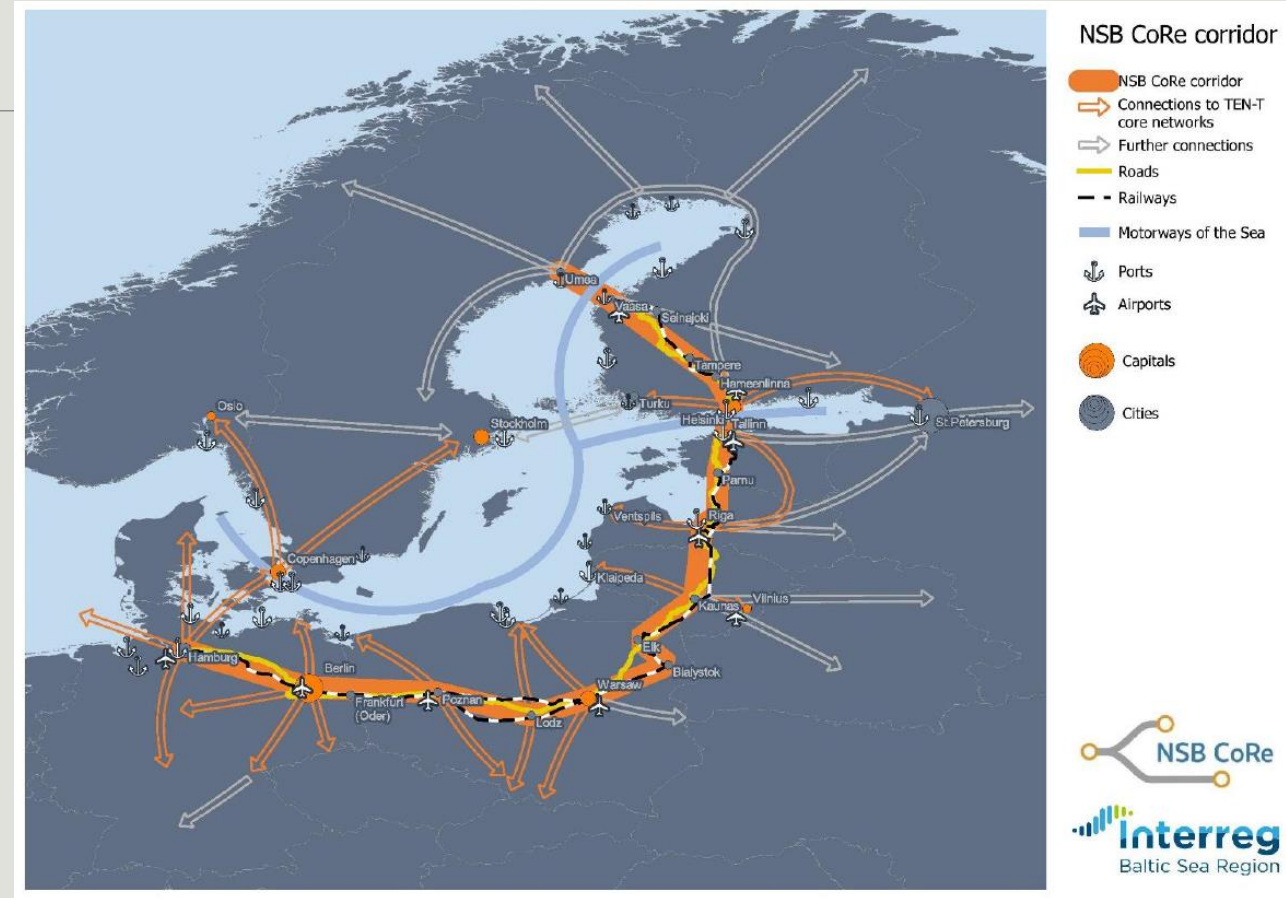 NSB CoRe corridor
NSB CoRe corridor
Connections to TEN-T
core networks
Further connections
Roads
Railways
Motorways of the Sea
Ports
Airports
Capitals
Cities
Umea
Vassa
Seinajoki
Tampere
Hameenlinna
Oslo
Turku
Stockholm
Helsinki
Tallinn
St.Petersburg
Parnu
Ventspils
Riga
Copenhagen
Klaipeda
Kaunas
Vilnius
Elk
Hamburg
Berlin
Bialystok
Warsaw
Frankfurt
(Oder)
Poznan
Lodz
NSB CoRe
Interreg
Baltic Sea Region